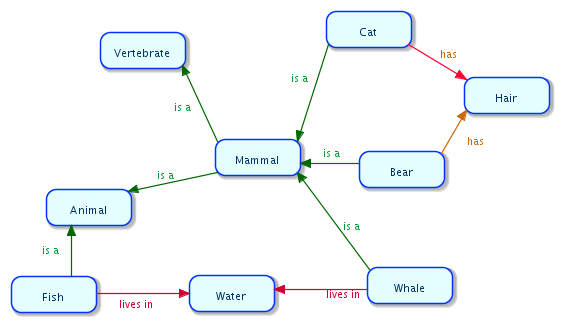 Cat
Vertebrate
has
is a
Hair
is a
has
Mammal
is a
Bear
is a
Animal
is a
is a
Fish
lives in
Water
lives in
Whale